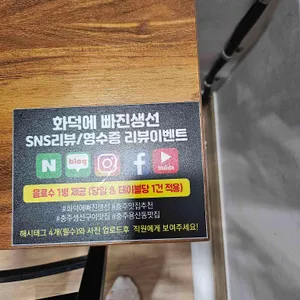 화덕에 빠진생선
SNS리뷰/영수증 리뷰이벤트
N blog f YouTube
음료수 1병 제공 (당일 & 테이블당 1건 적용)
#화덕에빠진생선 #충주맛집추천
#충주생선구이맛집 #충주용산동맛집
해시태그 4개(필수)와 사진 업로드후 직원에게 보여주세요!